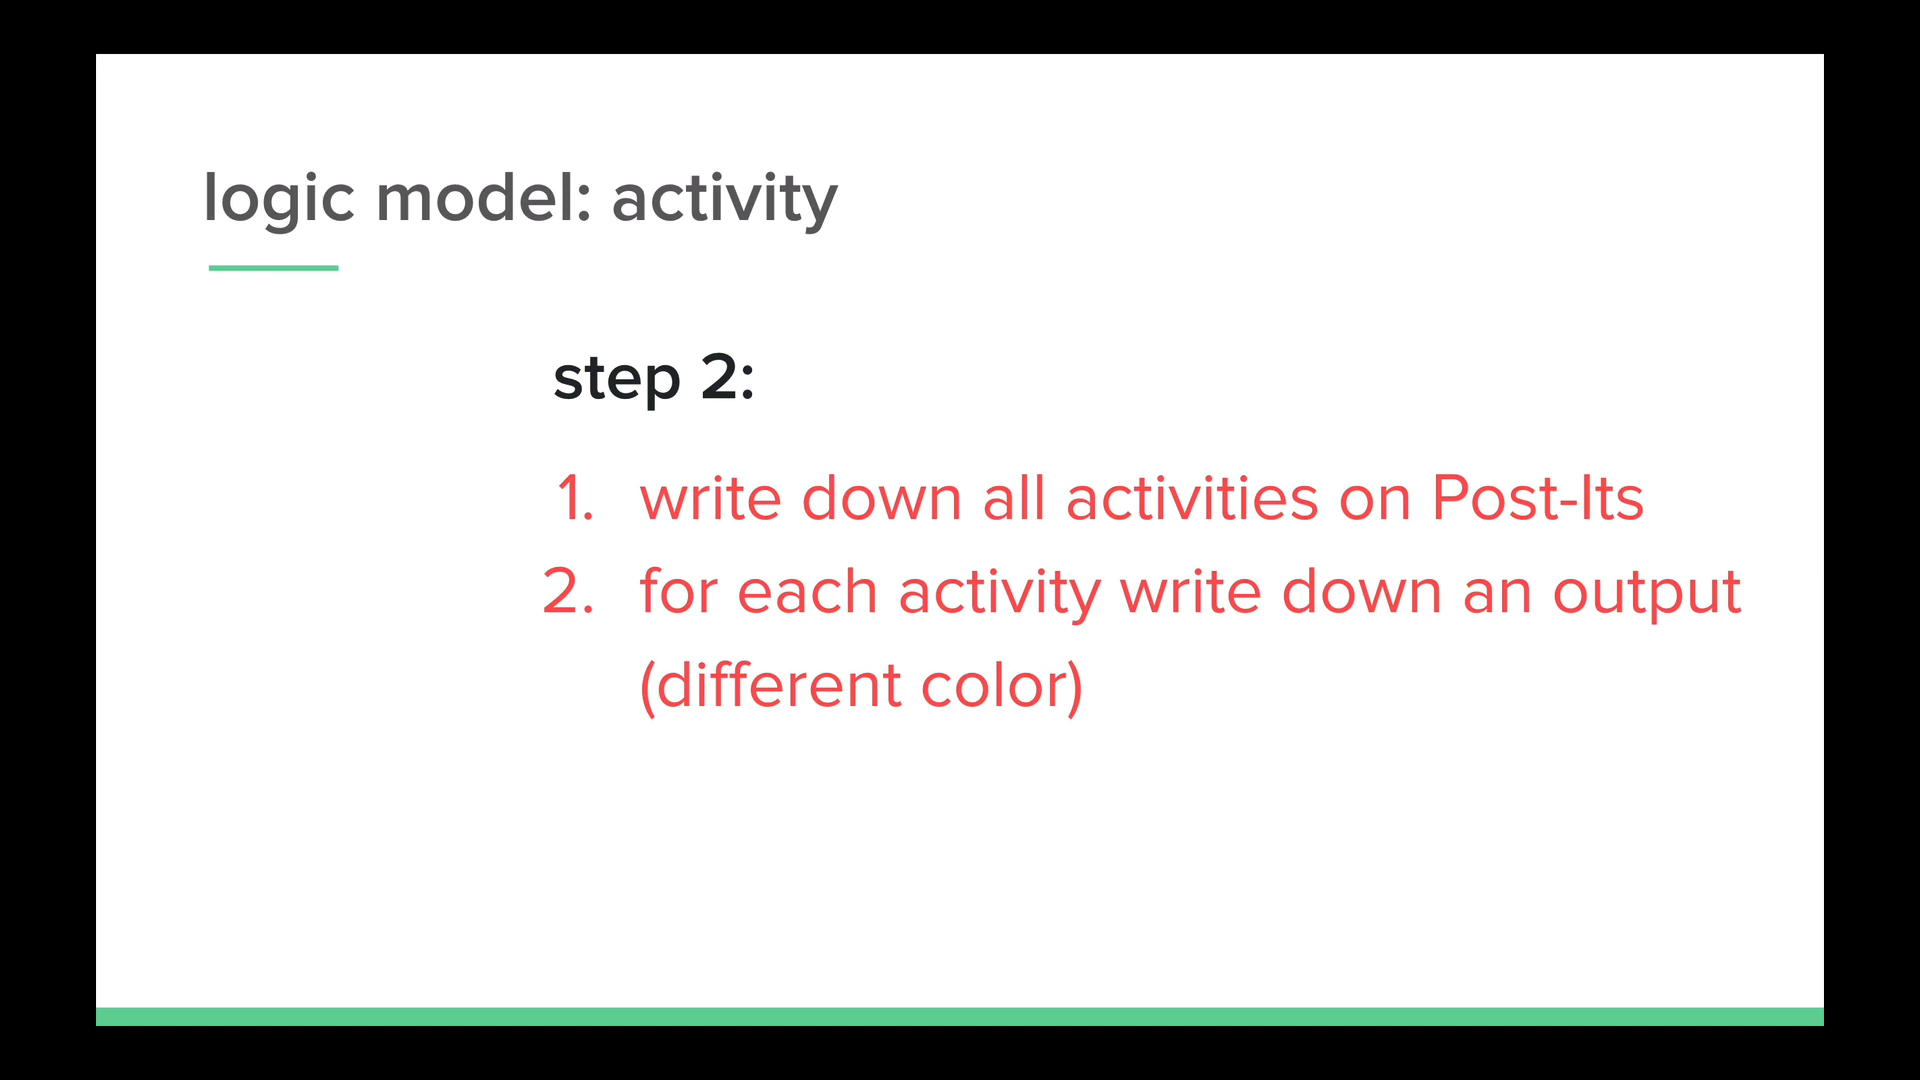 logic model: activity
step 2:
1. write down all activities on Post-Its
2. for each activity write down an output
(different color)